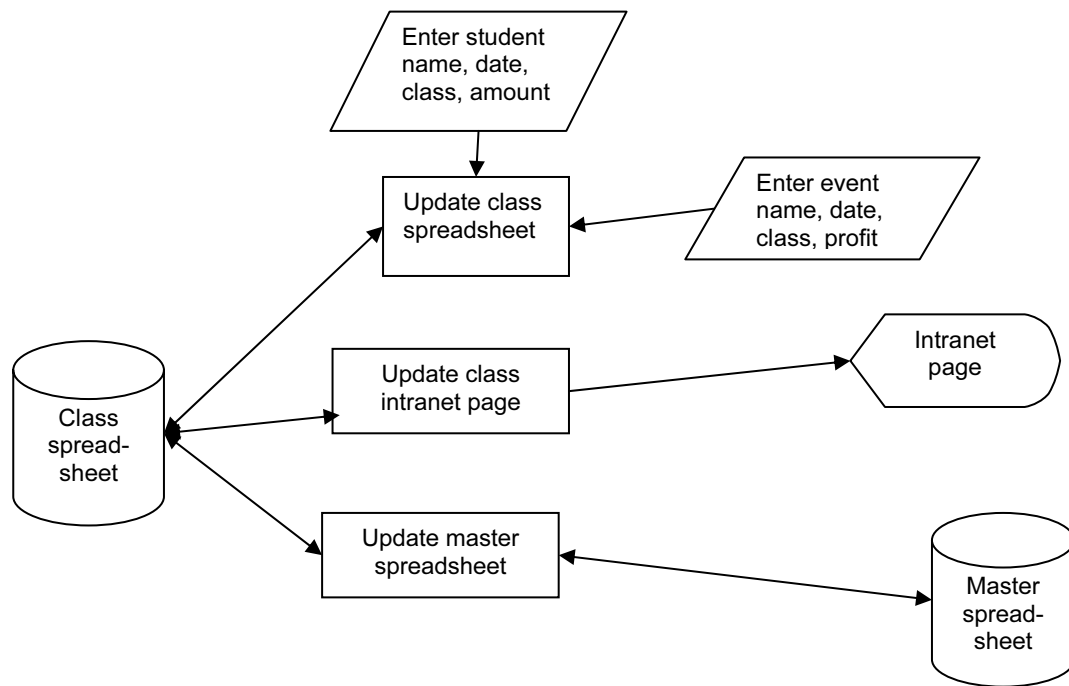 Enter student
name, date,
class, amount
Enter event
name, date,
class, profit
Update class
spreadsheet
Intranet
page
Update class
intranet page
Class
spread-
sheet
Update master
spreadsheet
Master
spread-
sheet